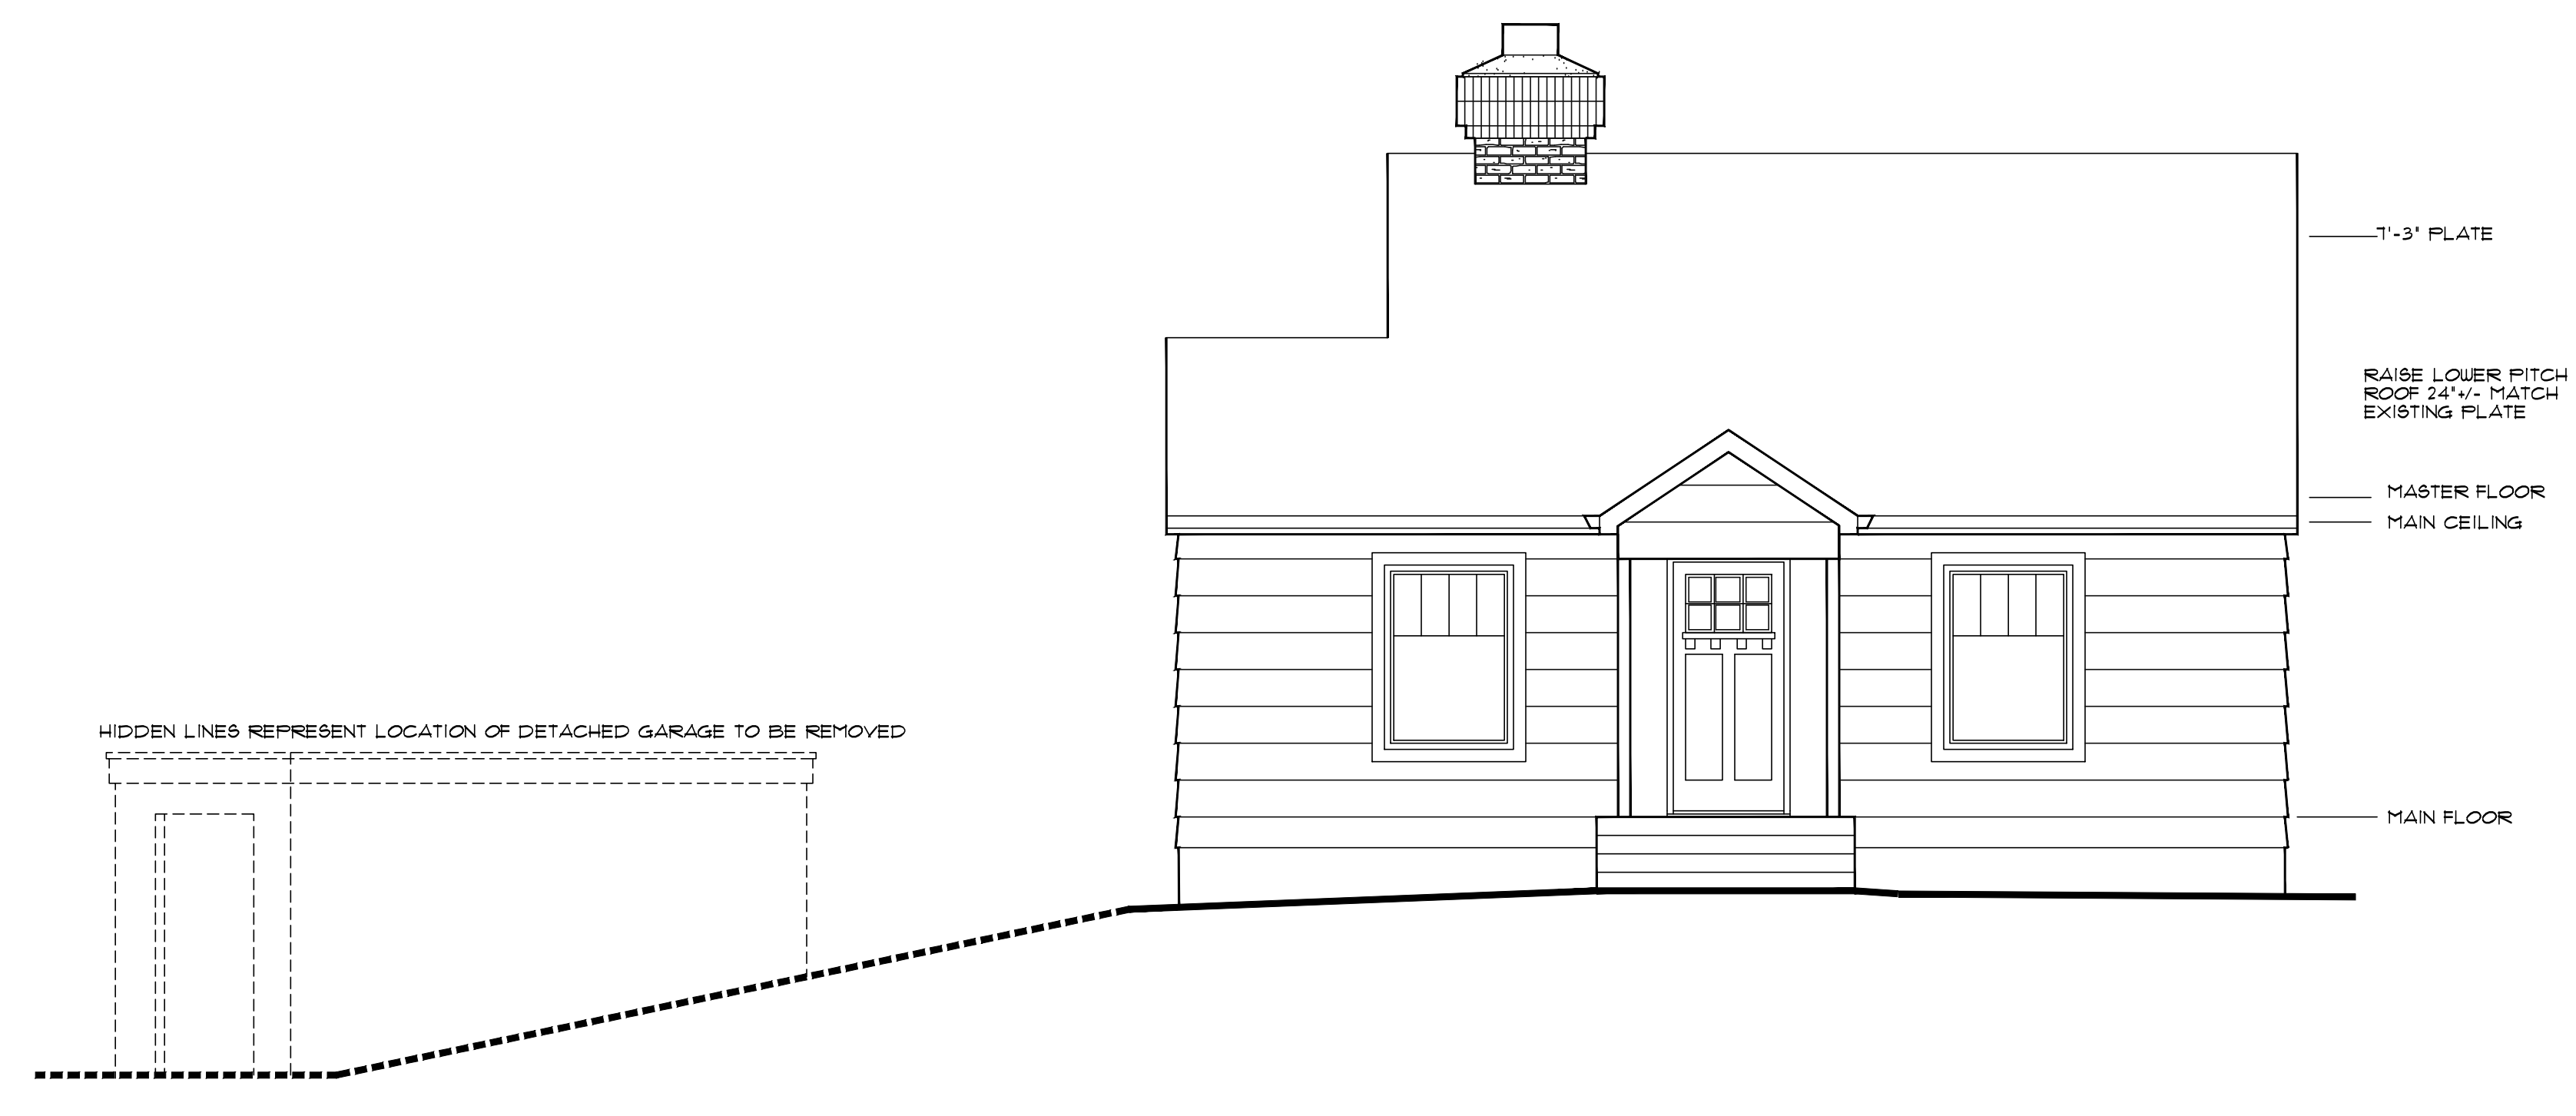 7'-3" PLATE
RAISE LOWER PITCH
ROOF 24"+/- MATCH
EXISTING PLATE
MASTER FLOOR
MAIN CEILING
HIDDEN LINES REPRESENT LOCATION OF DETACHED GARAGE TO BE REMOVED
MAIN FLOOR